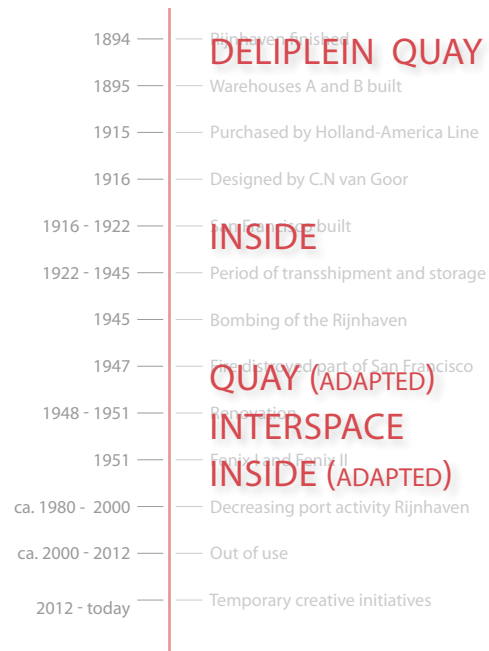 1894 Rijnhaven finished
DELIPLEIN QUAY
1895 Warehouses A and B built
1915 Purchased by Holland-America Line
1916 Designed by C.N van Goor
1916 - 1922 San Francisco built
INSIDE
1922 - 1945 Period of transshipment and storage
1945 Bombing of the Rijnhaven
1947 Fire distroyed part of San Francisco
QUAY (ADAPTED)
1948 - 1951 Renovation
INTERSPACE
1951 Fenix I and Fenix II
INSIDE (ADAPTED)
ca. 1980 - 2000 Decreasing port activity Rijnhaven
ca. 2000 - 2012 Out of use
2012 - today Temporary creative initiatives